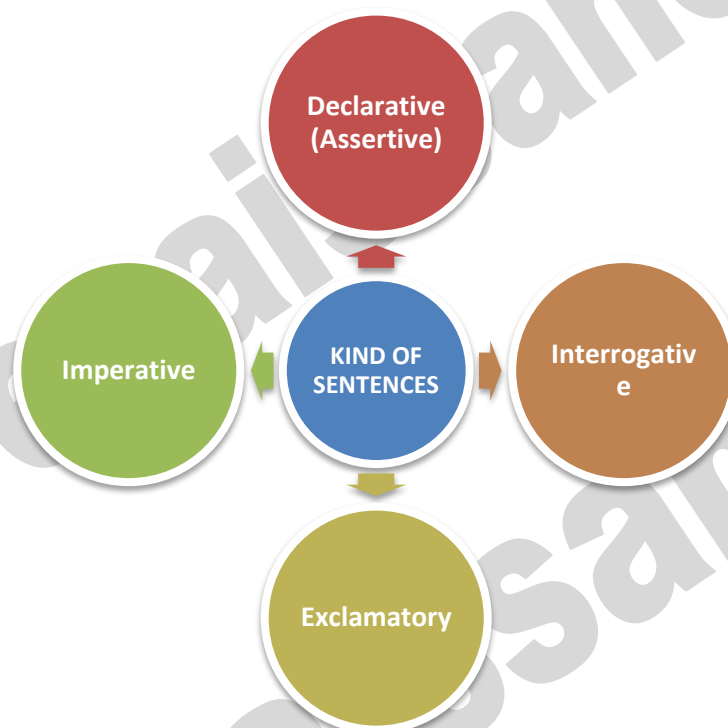 Declarative
(Assertive)
Imperative
KIND OF
SENTENCES
Interrogativ
e
Exclamatory